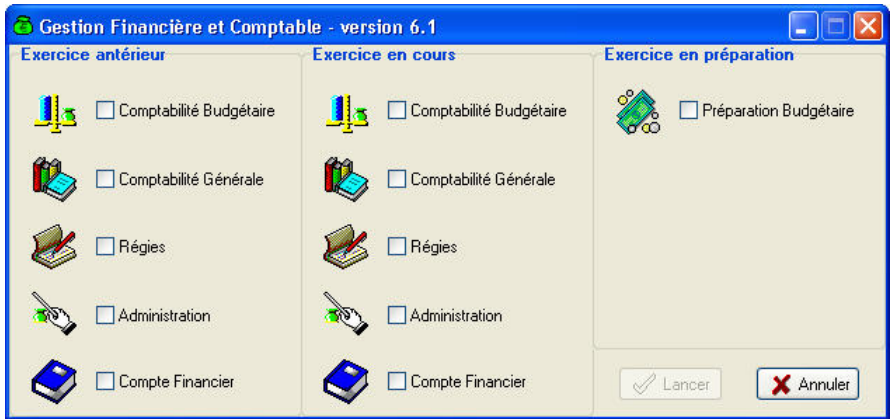 Gestion Financière et Comptable - version 6.1
Exercice antérieur
Comptabilité Budgétaire
Comptabilité Générale
Régies
Administration
Compte Financier
Exercice en cours
Comptabilité Budgétaire
Comptabilité Générale
Régies
Administration
Compte Financier
Exercice en préparation
Préparation Budgétaire
Lancer
Annuler